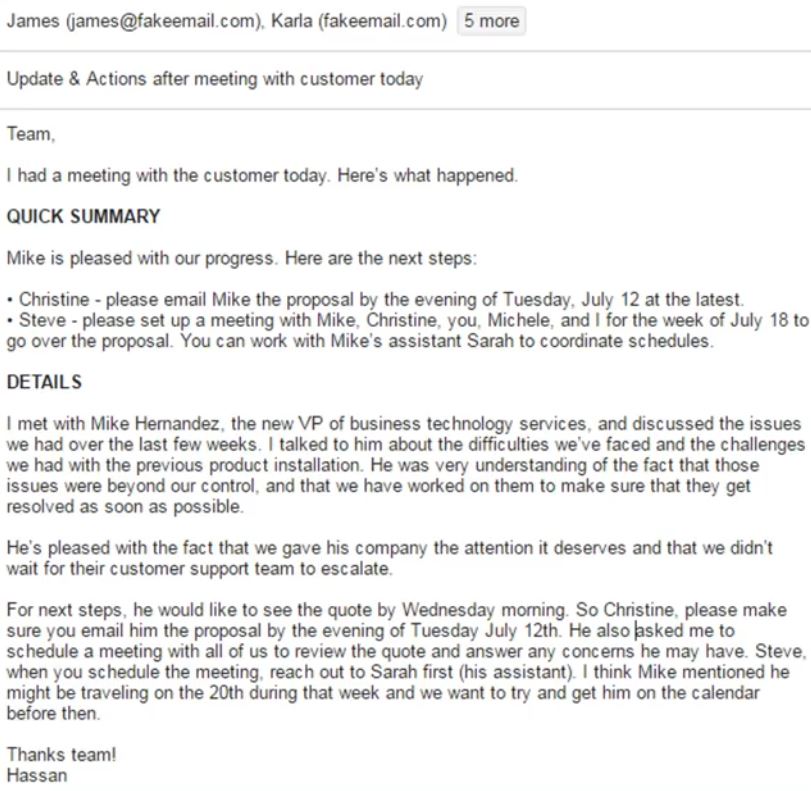 James (james@fakeemail.com), Karla (fakeemail.com) 5 more
Update & Actions after meeting with customer today
Team,
I had a meeting with the customer today. Here's what happened.
QUICK SUMMARY
Mike is pleased with our progress. Here are the next steps:
• Christine - please email Mike the proposal by the evening of Tuesday, July 12 at the latest.
• Steve - please set up a meeting with Mike, Christine, you, Michele, and I for the week of July 18 to
go over the proposal. You can work with Mike's assistant Sarah to coordinate schedules.
DETAILS
I met with Mike Hernandez, the new VP of business technology services, and discussed the issues
we had over the last few weeks. I talked to him about the difficulties we've faced and the challenges
we had with the previous product installation. He was very understanding of the fact that those
issues were beyond our control, and that we have worked on them to make sure that they get
resolved as soon as possible.
He's pleased with the fact that we gave his company the attention it deserves and that we didn't
wait for their customer support team to escalate.
For next steps, he would like to see the quote by Wednesday morning. So Christine, please make
sure you email him the proposal by the evening of Tuesday July 12th. He also asked me to
schedule a meeting with all of us to review the quote and answer any concerns he may have. Steve,
when you schedule the meeting, reach out to Sarah first (his assistant). I think Mike mentioned he
might be traveling on the 20th during that week and we want to try and get him on the calendar
before then.
Thanks team!
Hassan